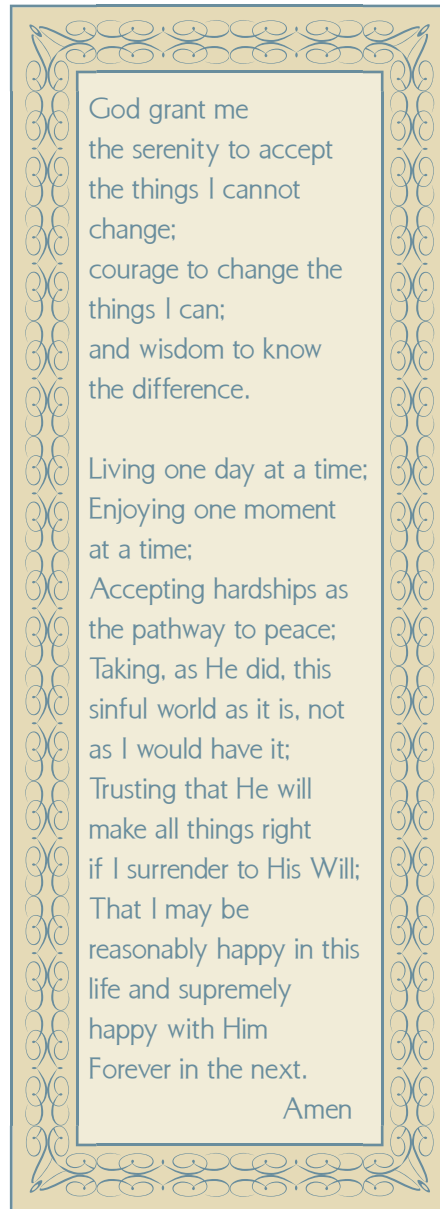 God grant me
the serenity to accept
the things I cannot
change;
courage to change the
things I can;
and wisdom to know
the difference.

Living one day at a time;
Enjoying one moment
at a time;
Accepting hardships as
the pathway to peace;
Taking, as He did, this
sinful world as it is, not
as I would have it;
Trusting that He will
make all things right
if I surrender to His Will;
That I may be
reasonably happy in this
life and supremely
happy with Him
Forever in the next.
Amen